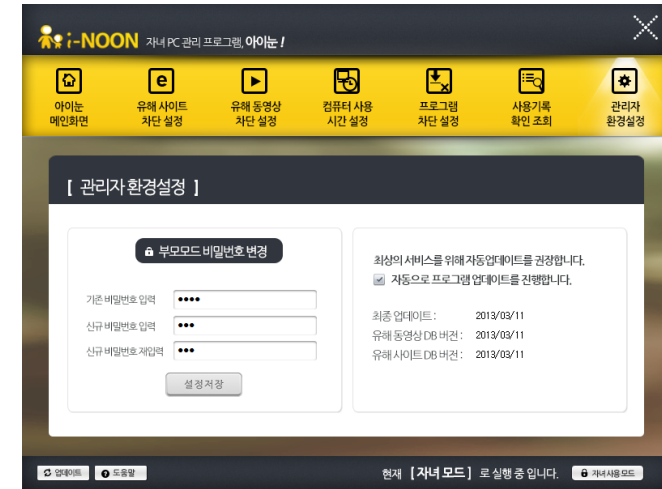 i-NOON 자녀 PC 관리 프로그램, 아이눈!
아이눈
메인화면
유해 사이트
차단 설정
유해 동영상
차단 설정
컴퓨터 사용
시간 설정
프로그램
차단 설정
사용기록
확인 조회
관리자
환경설정
[ 관리자 환경설정 ]
부모모드 비밀번호 변경
기존 비밀번호 입력 ●●●●
신규 비밀번호 입력 ●●●
신규 비밀번호 재입력 ●●●
설정저장
최상의 서비스를 위해 자동업데이트를 권장합니다.
자동으로 프로그램 업데이트를 진행합니다.
최종 업데이트 : 2013/03/11
유해 동영상 DB 버전 : 2013/03/11
유해 사이트 DB 버전 : 2013/03/11
업데이트 도움말 현재 [자녀 모드] 로 실행 중 입니다. 자녀사용모드